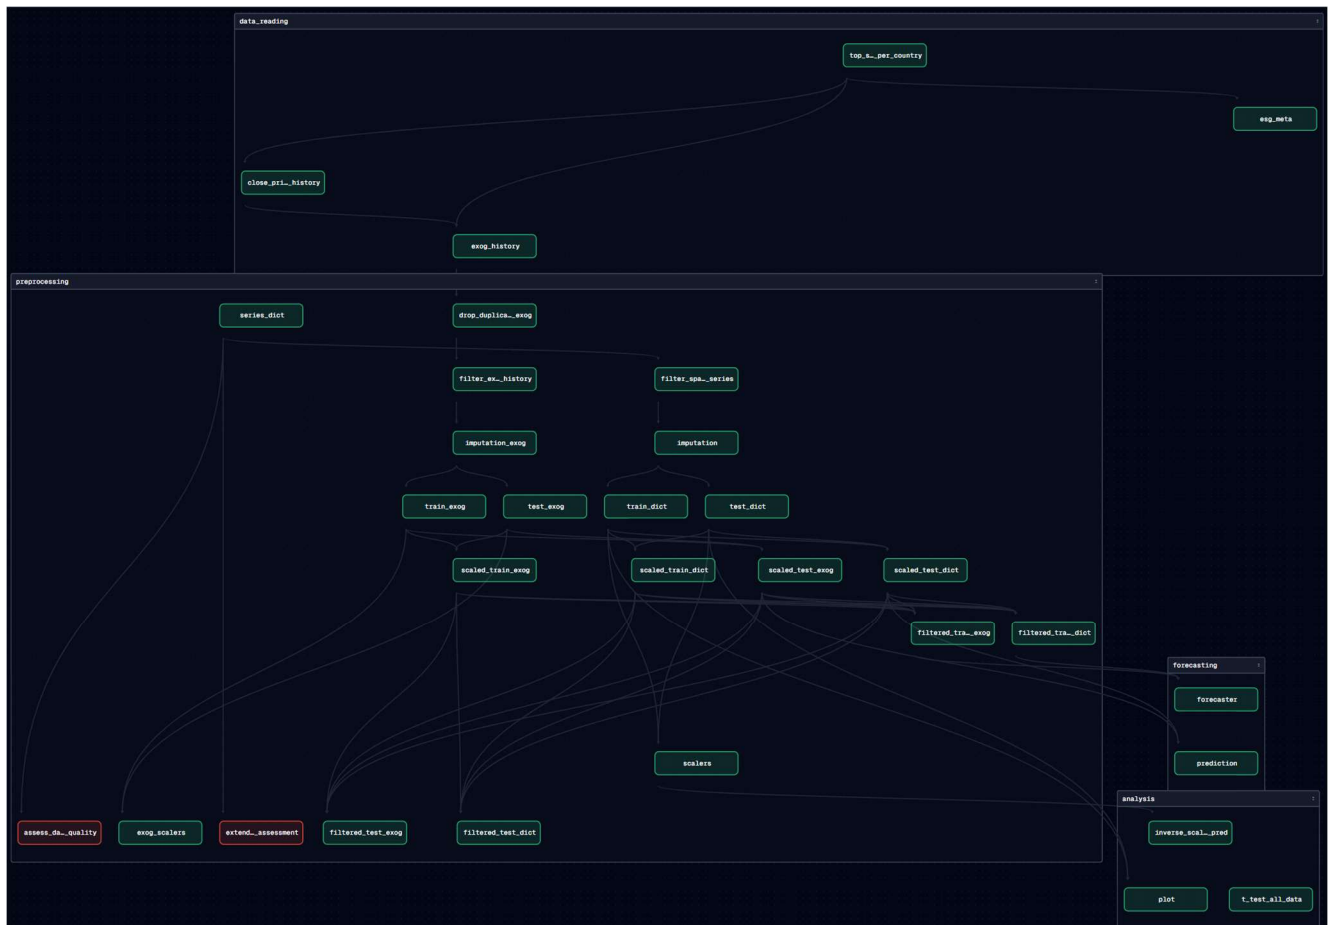 data_reading
top_s…_per_country
esg_meta
close_pri…_history
exog_history
preprocessing
series_dict
drop_duplica…_exog
filter_ex…_history
filter_spa…_series
imputation_exog
imputation
train_exog
test_exog
train_dict
test_dict
scaled_train_exog
scaled_train_dict
scaled_test_exog
scaled_test_dict
filtered_tra…_exog
filtered_tra…_dict
forecasting
forecaster
scalers
prediction
analysis
assess_da…_quality
exog_scalers
extend…_assessment
filtered_test_exog
filtered_test_dict
inverse_scal…_pred
plot
t_test_all_data